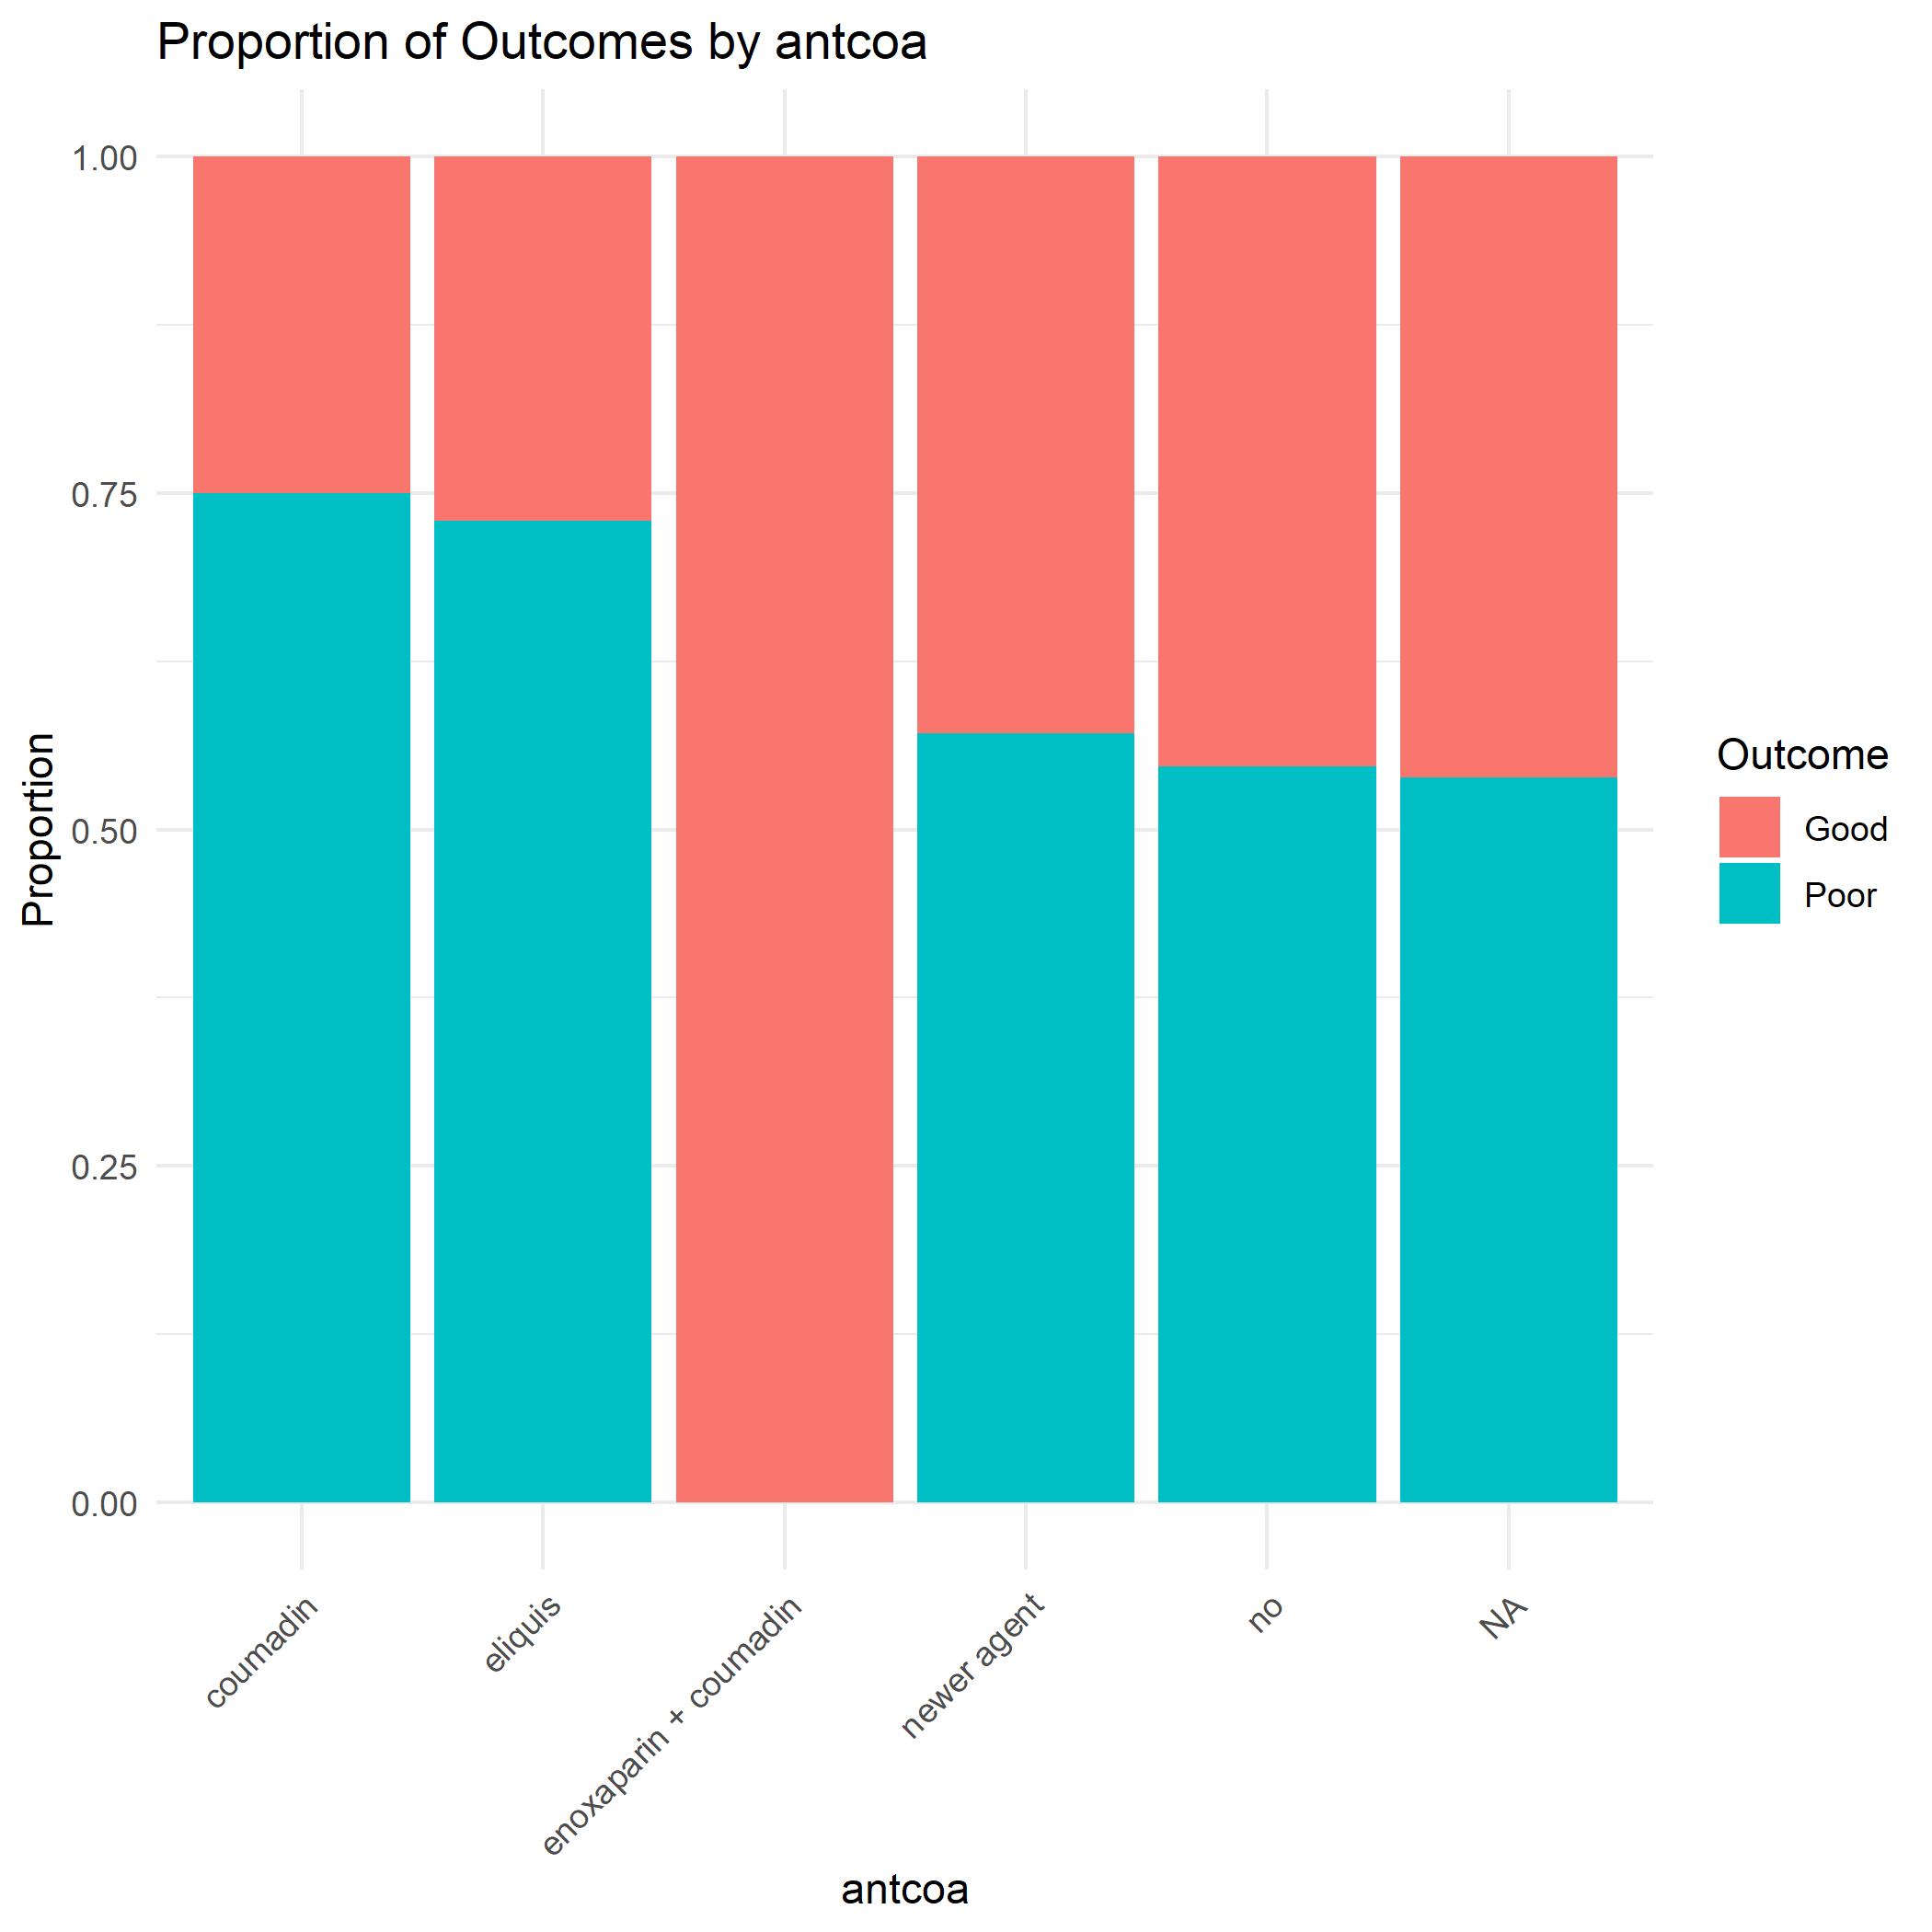 Proportion of Outcomes by antcoa
1.00
0.75
0.50
0.25
0.00
Proportion
coumadin
eliquis
enoxaparin + coumadin
newer agent
no
NA
antcoa
Outcome
Good
Poor